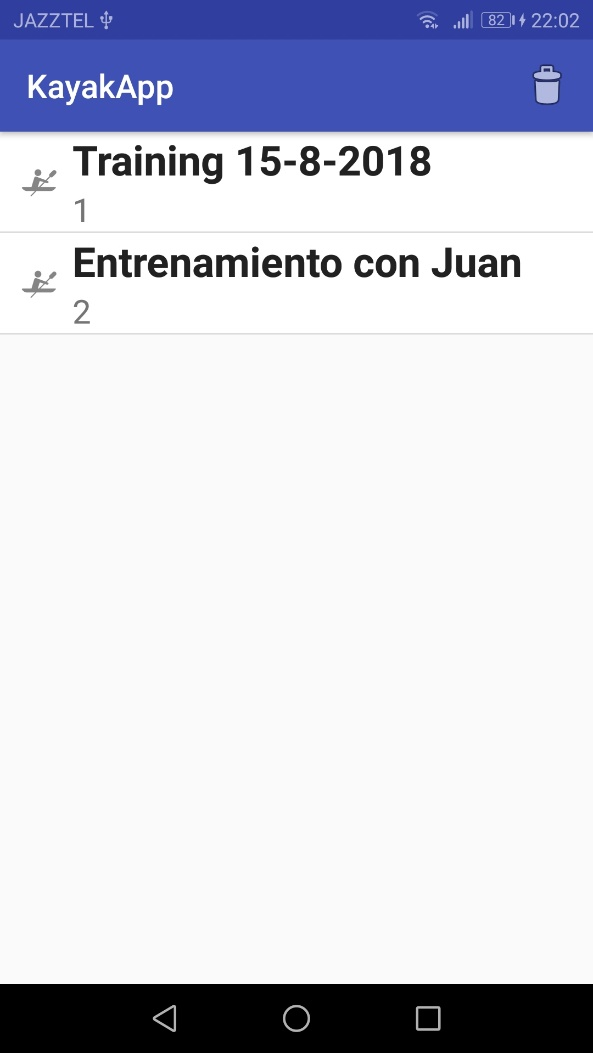 JAZZTEL 82 22:02
KayakApp
Training 15-8-2018
1
Entrenamiento con Juan
2